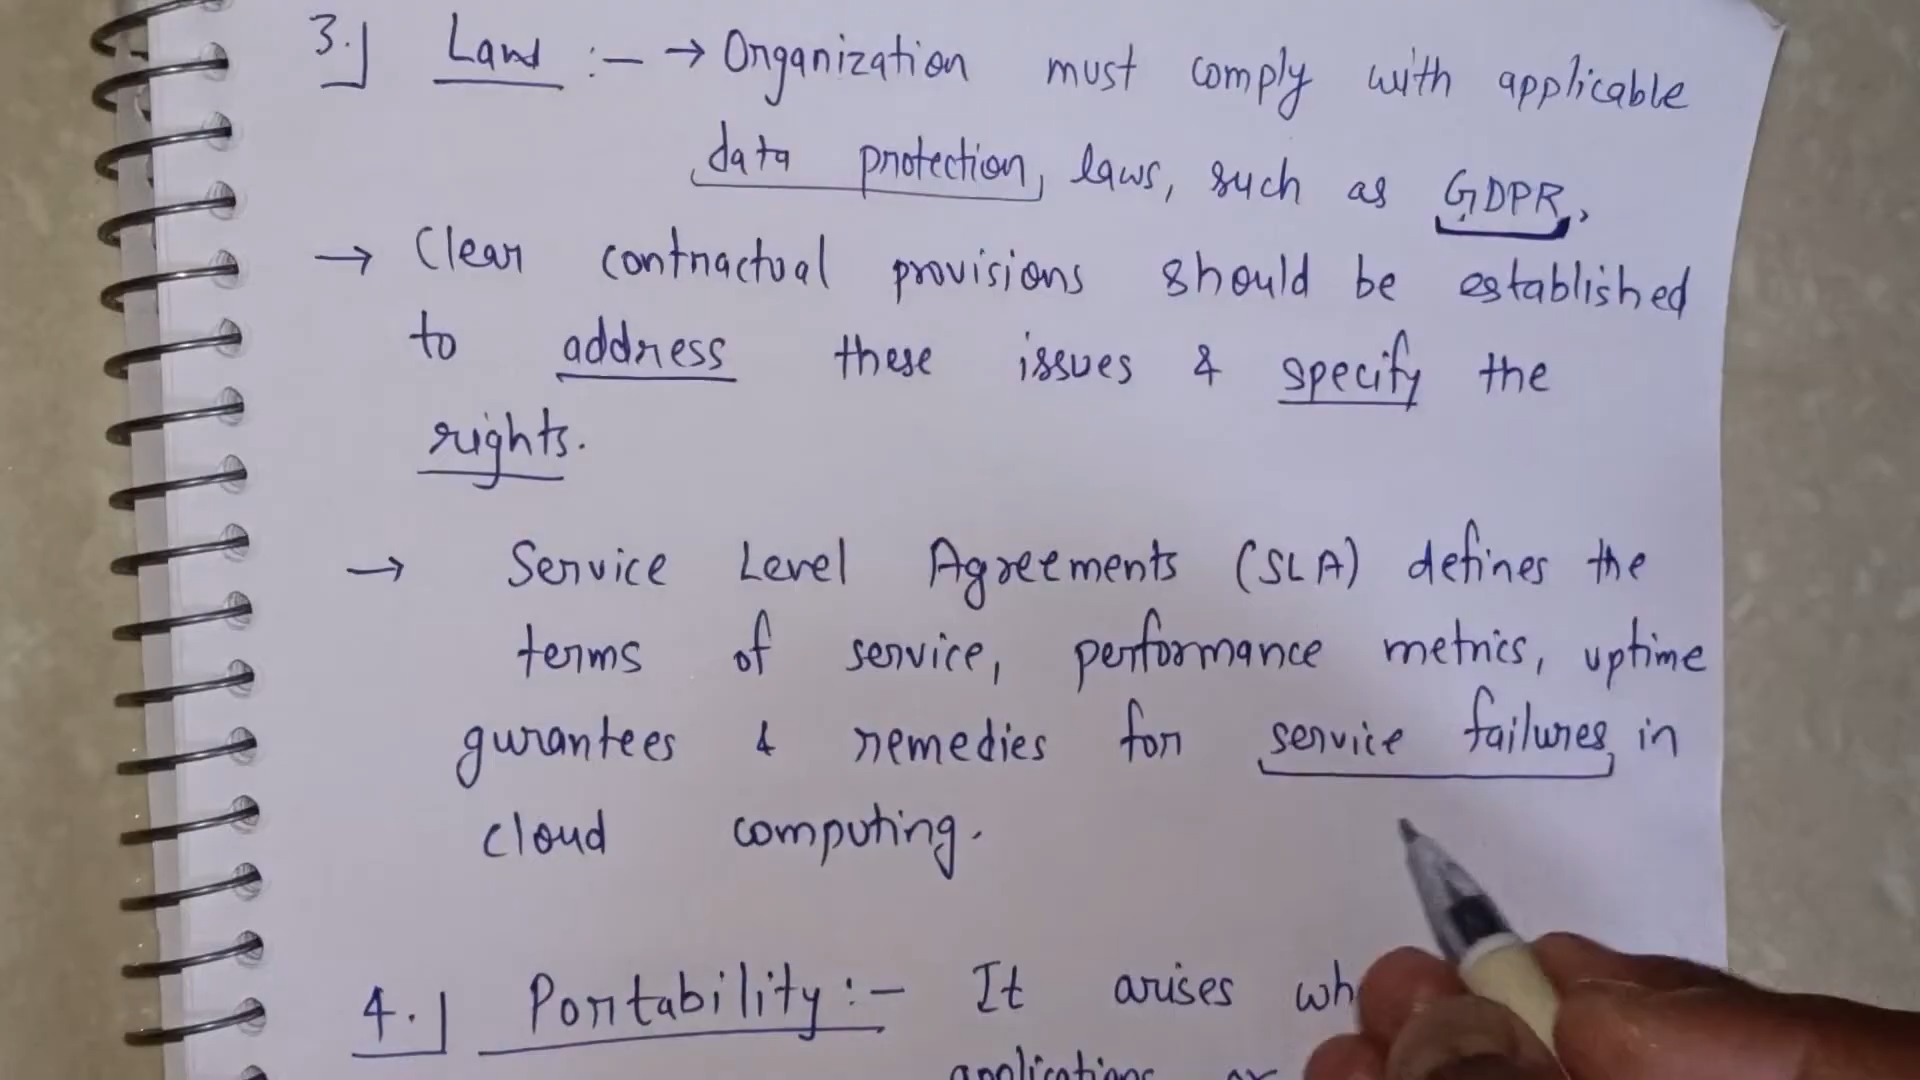 3.] Law :- → Organization must comply with applicable
data protection, laws, such as GDPR,
→ Clear contractual provisions should be established
to address these issues & specify the
rights.
→ Service Level Agreements (SLA) defines the
terms of service, performance metrics, uptime
gurantees & remedies for service failures, in
cloud computing.
4.] Portability :- It arises wh
applications or